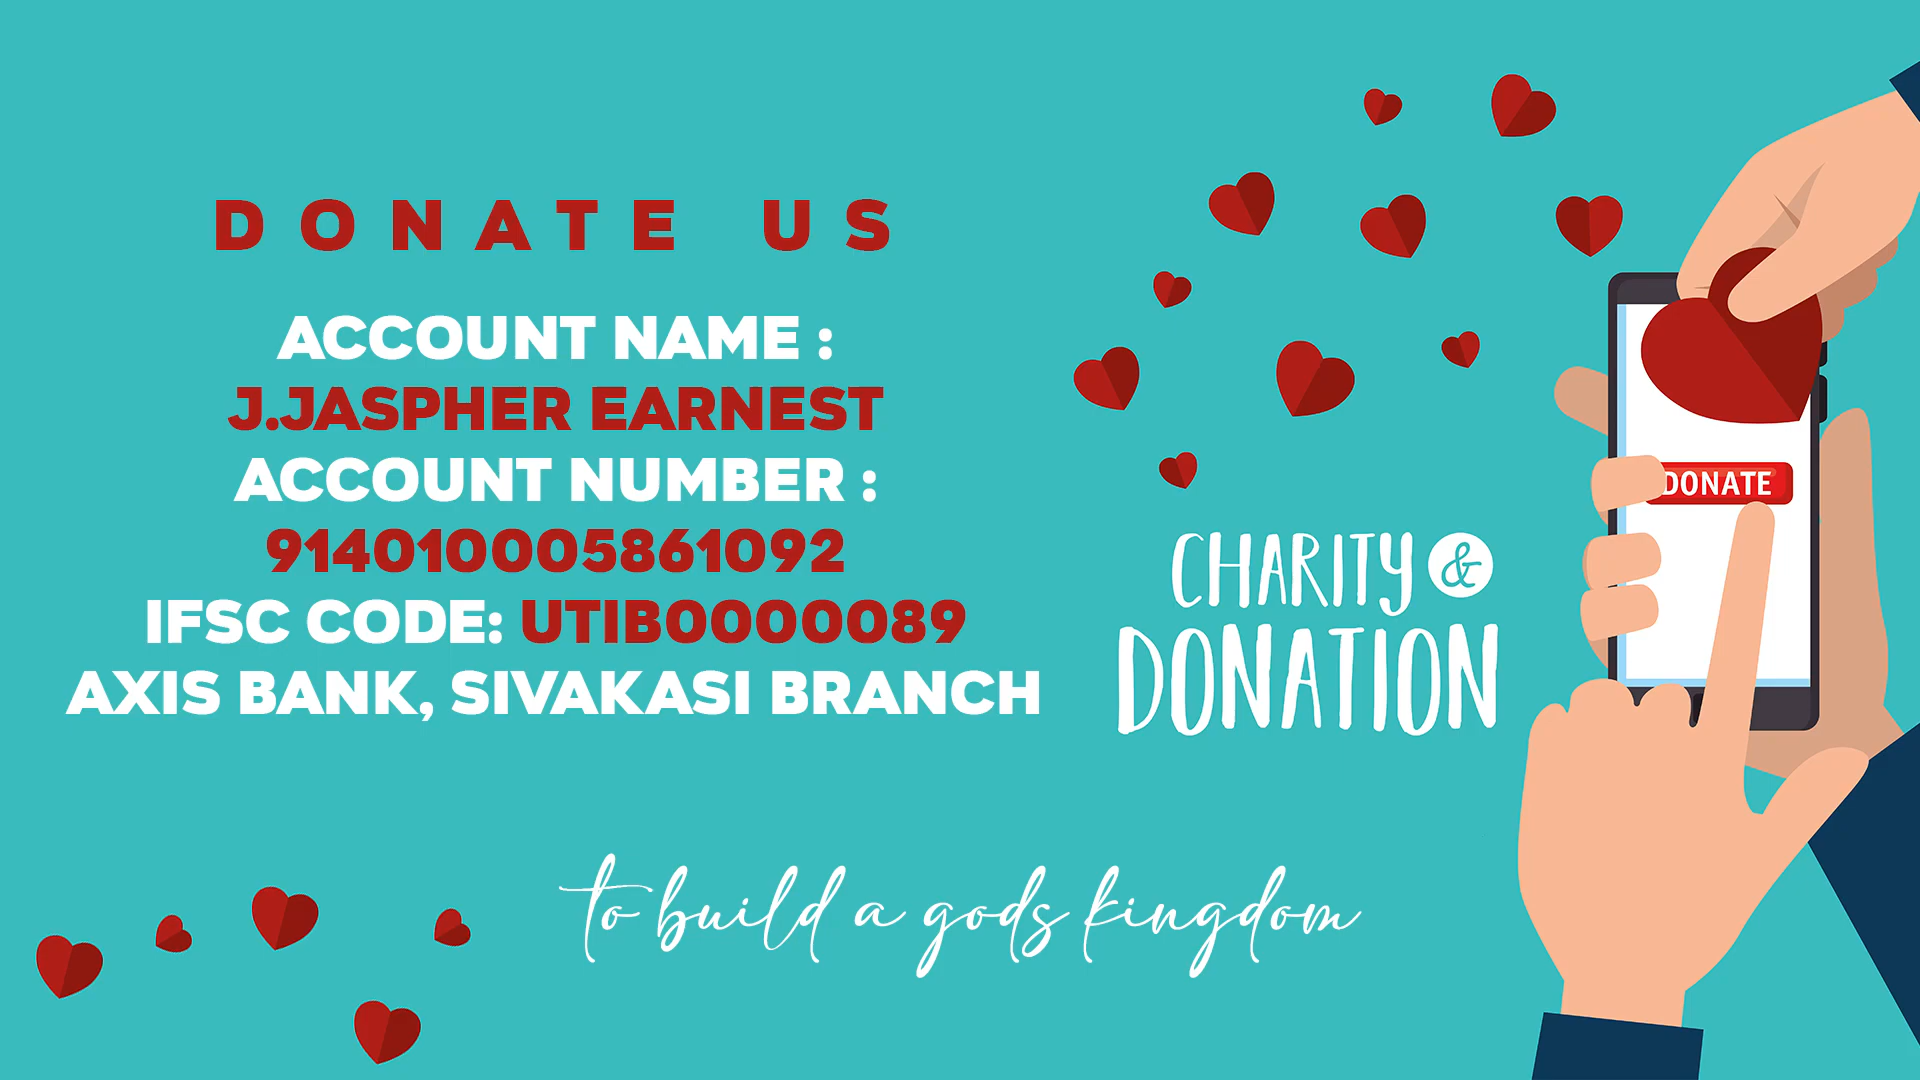 DONATE US
ACCOUNT NAME :
J.JASPHER EARNEST
ACCOUNT NUMBER :
914010005861092
IFSC CODE: UTIB0000089
AXIS BANK, SIVAKASI BRANCH
CHARITY &
DONATION
DONATE
to build a gods kingdom